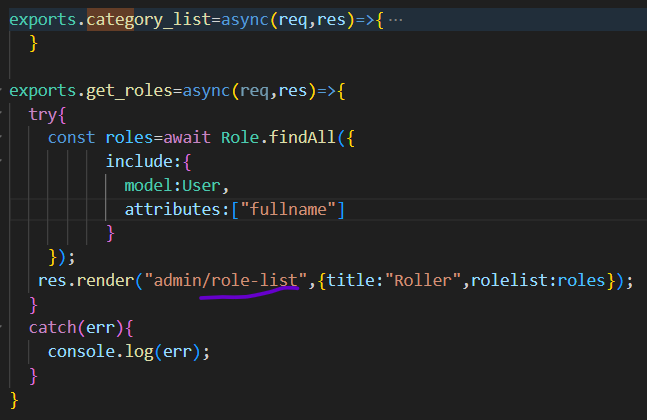 exports.category_list=async(req,res)=>{ ···
}
exports.get_roles=async(req,res)=>{
try{
const roles=await Role.findAll({
include:{
model:User,
attributes:["fullname"]
}
});
res.render("admin/role-list",{title:"Roller",rolelist:roles});
}
catch(err){
console.log(err);
}
}